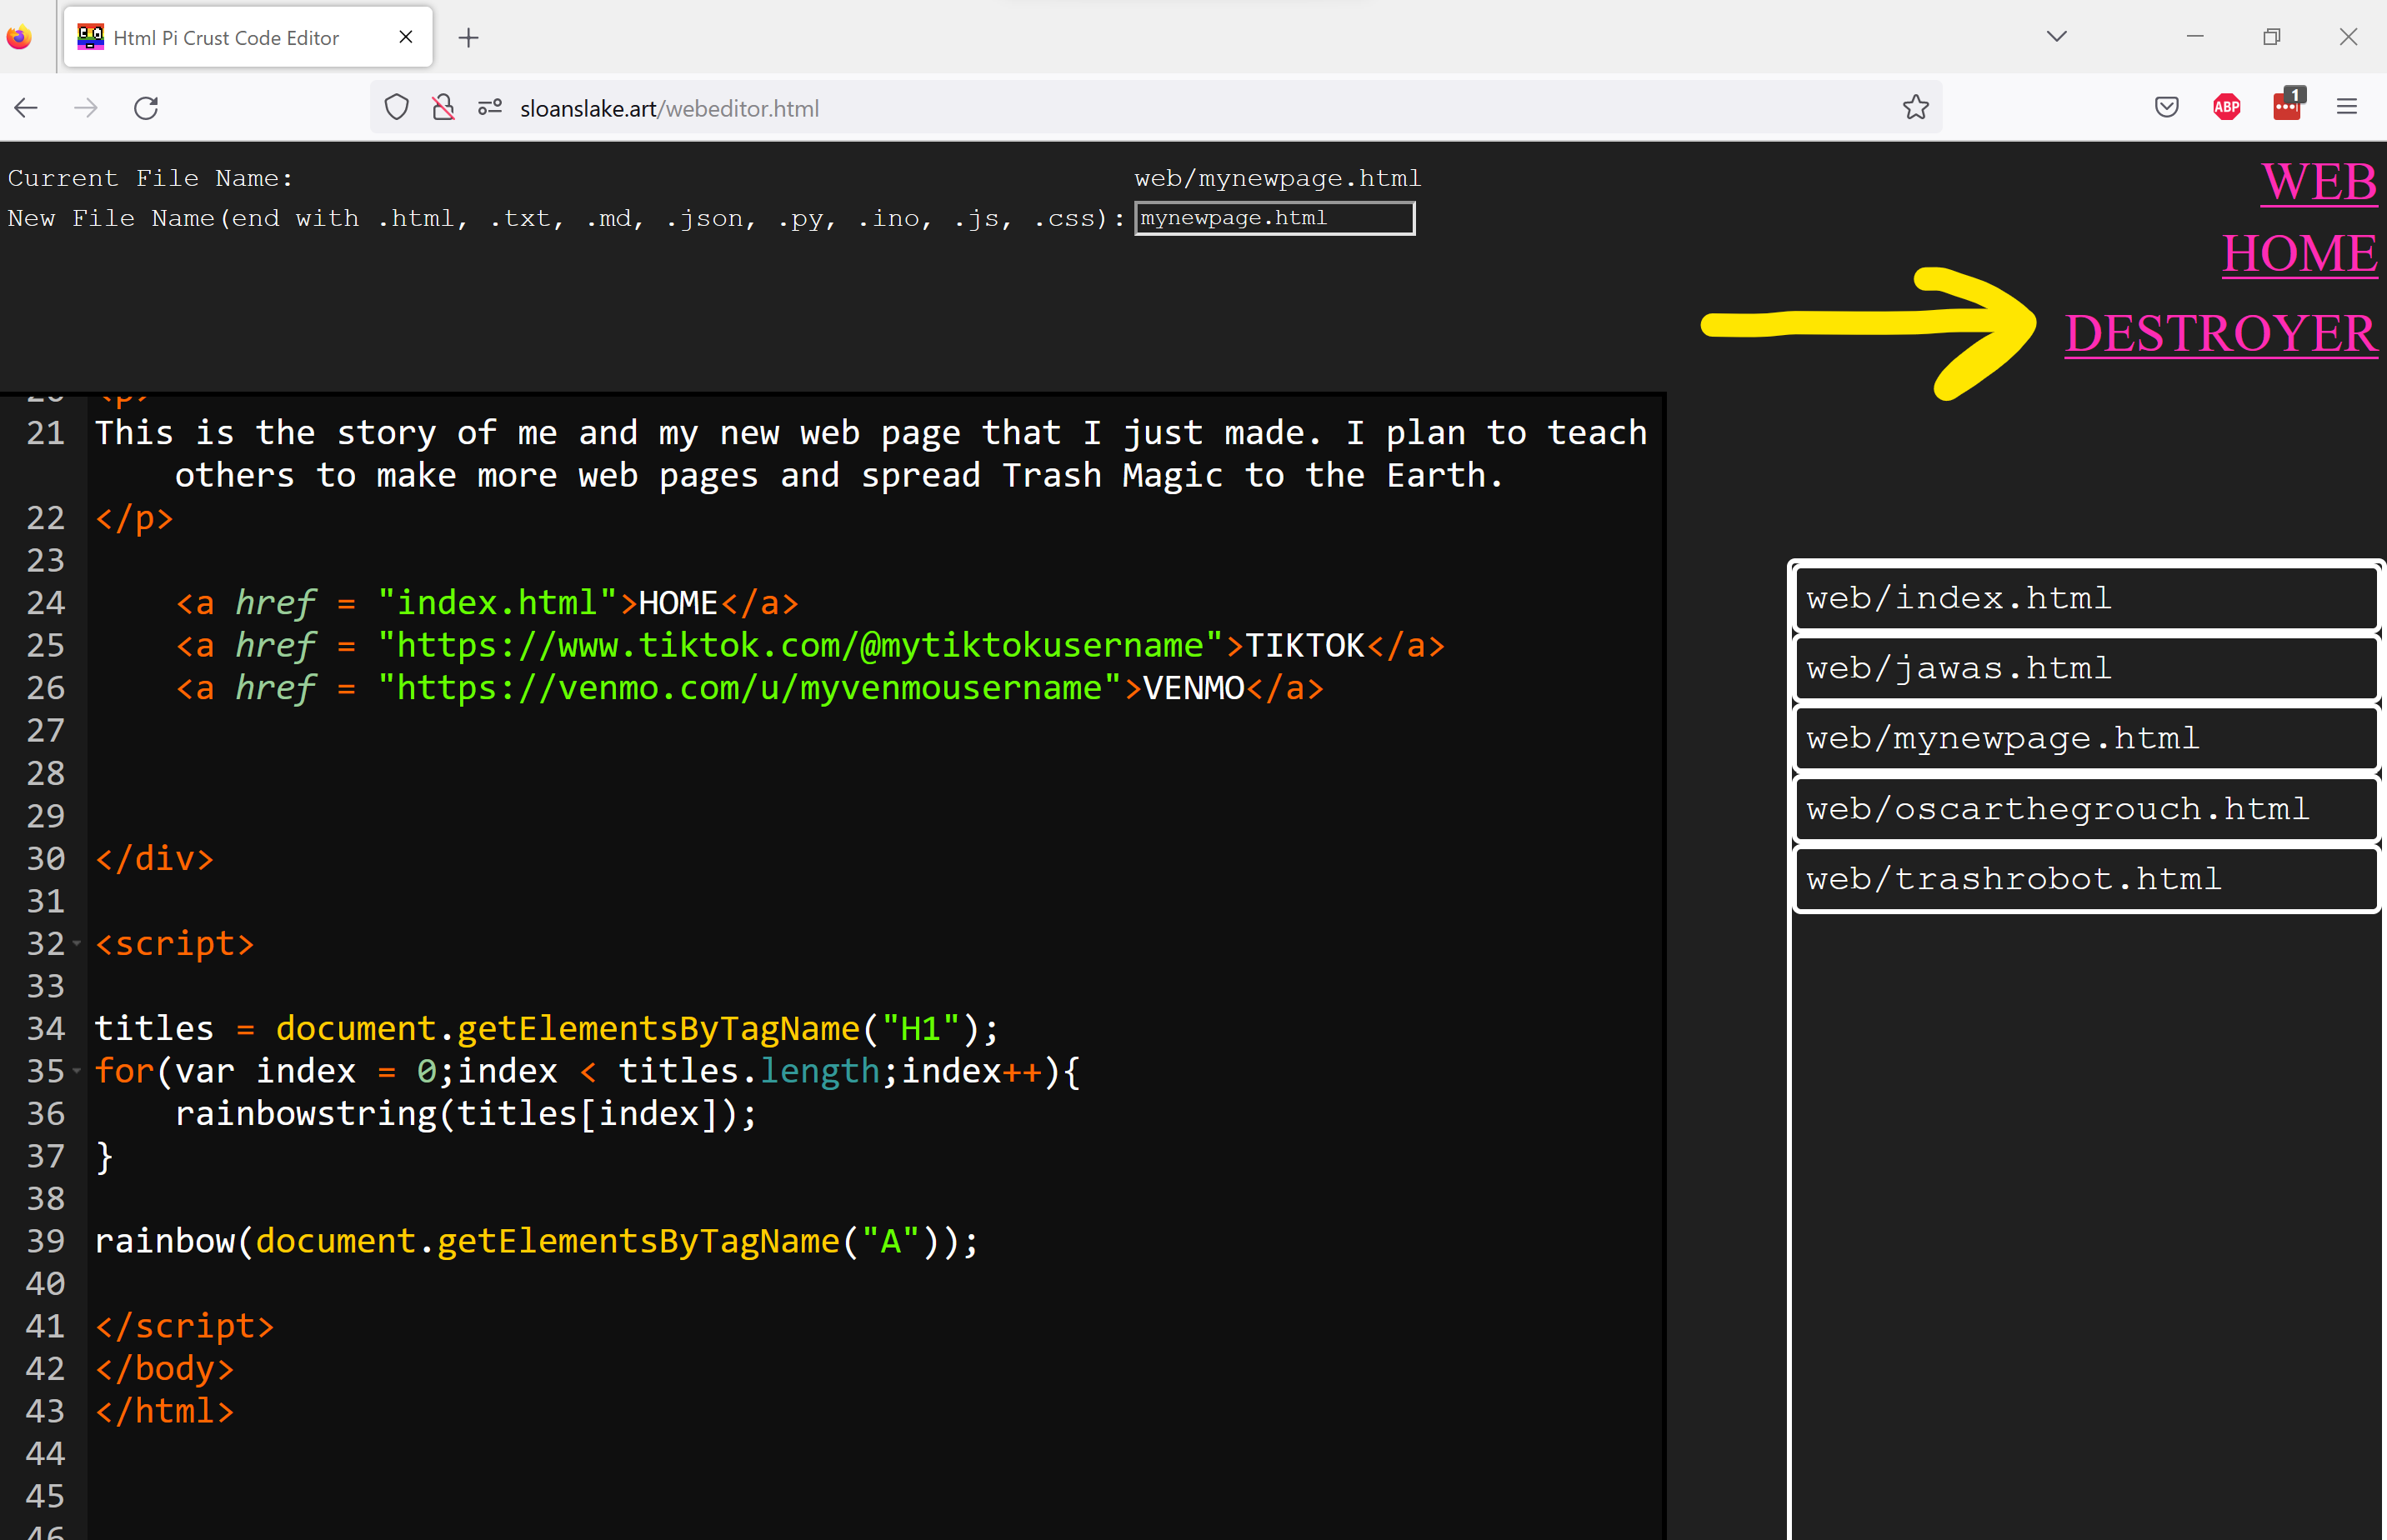 Html Pi Crust Code Editor
sloanslake.art/webeditor.html
ABP
1
Current File Name:
web/mynewpage.html
New File Name(end with .html, .txt, .md, .json, .py, .ino, .js, .css):
mynewpage.html
WEB
HOME
DESTROYER
20 <p>
21 This is the story of me and my new web page that I just made. I plan to teach
others to make more web pages and spread Trash Magic to the Earth.
22 </p>
23
24 <a href = "index.html">HOME</a>
25 <a href = "https://www.tiktok.com/@mytiktokusername">TIKTOK</a>
26 <a href = "https://venmo.com/u/myvenmousername">VENMO</a>
27
28
29
30 </div>
31
32 <script>
33
34 titles = document.getElementsByTagName("H1");
35 for(var index = 0;index < titles.length;index++){
36 rainbowstring(titles[index]);
37 }
38
39 rainbow(document.getElementsByTagName("A"));
40
41 </script>
42 </body>
43 </html>
44
45
46
web/index.html
web/jawas.html
web/mynewpage.html
web/oscarthegrouch.html
web/trashrobot.html